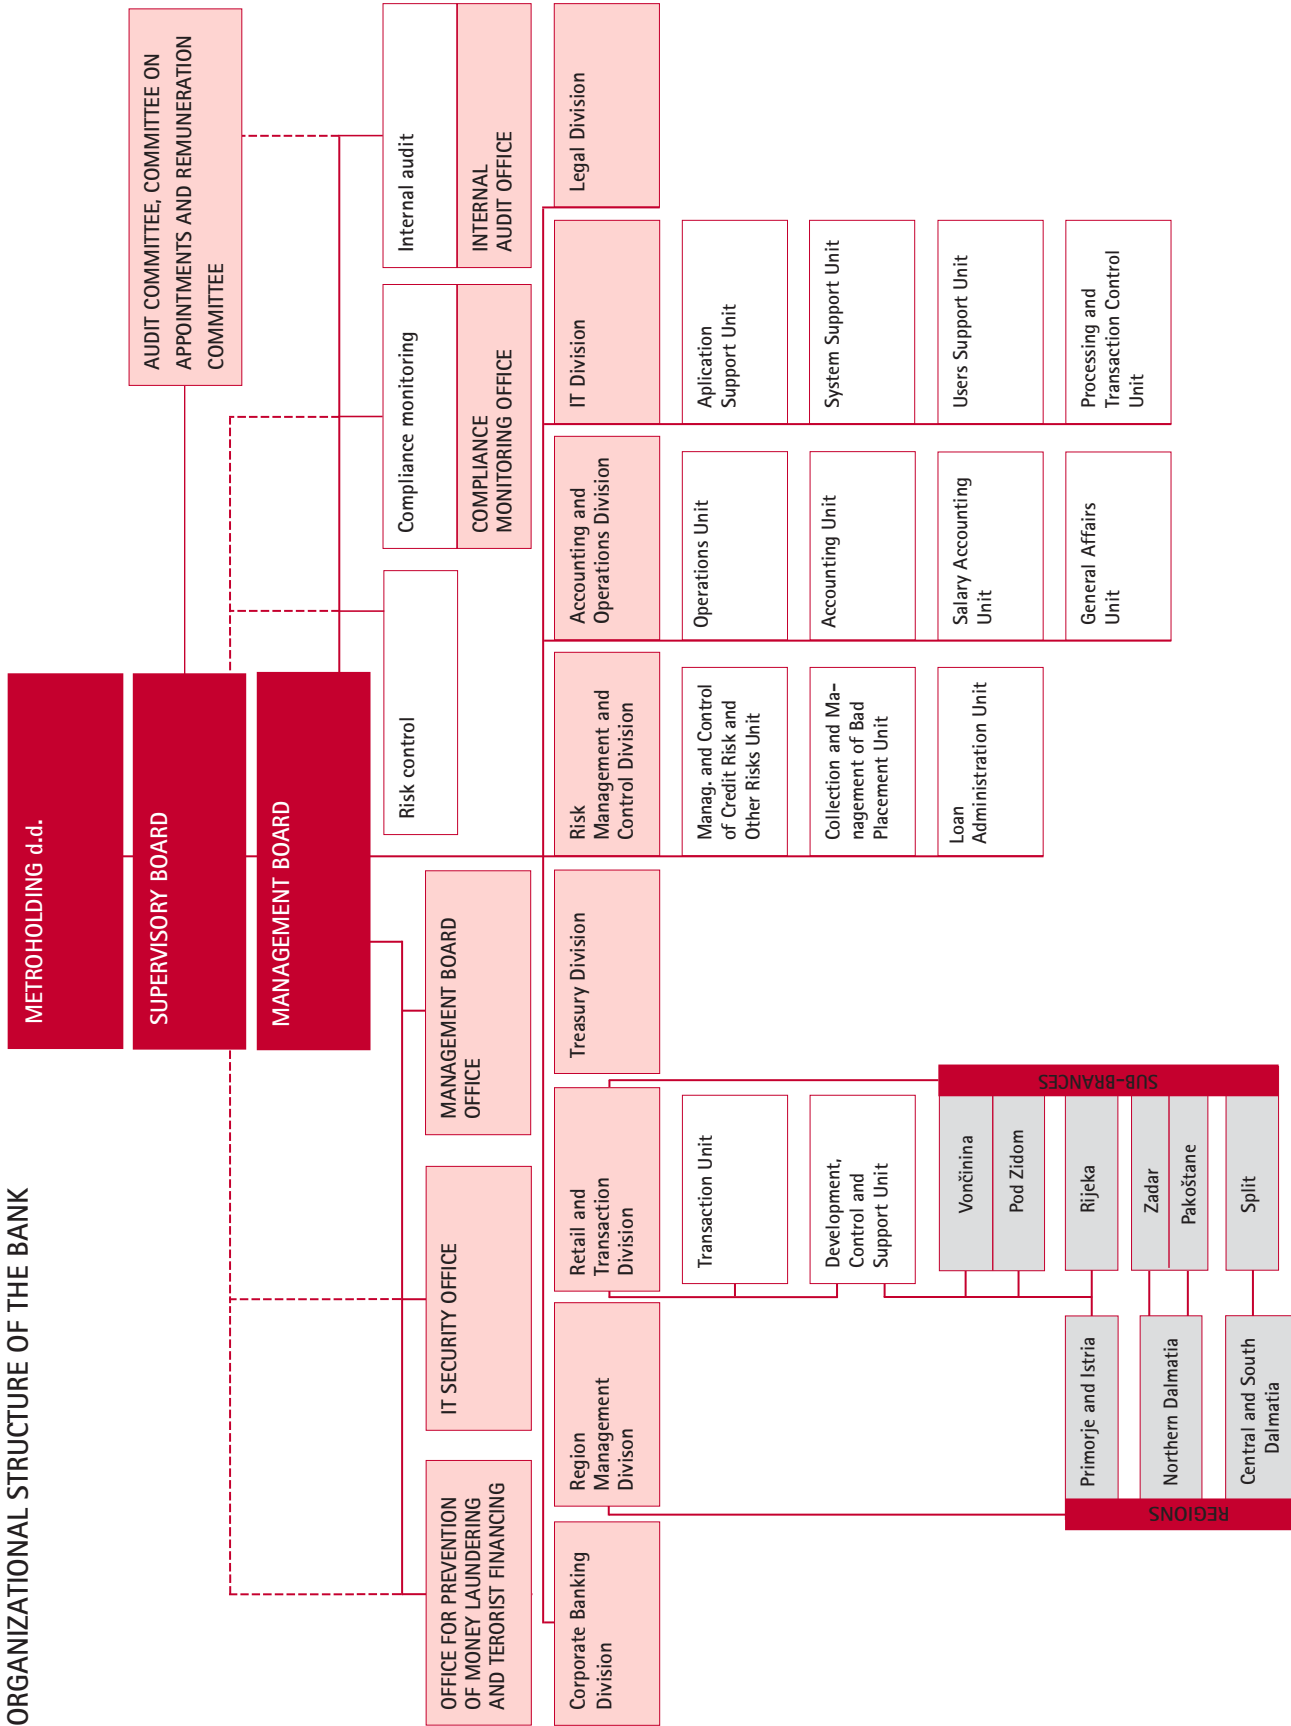 ORGANIZATIONAL STRUCTURE OF THE BANK
METROHOLDING d.d.
SUPERVISORY BOARD
MANAGEMENT BOARD
AUDIT COMMITTEE, COMMITTEE ON
APPOINTMENTS AND REMUNERATION
COMMITTEE
Risk control
Compliance monitoring
COMPLIANCE
MONITORING OFFICE
Internal audit
INTERNAL
AUDIT OFFICE
OFFICE FOR PREVENTION
OF MONEY LAUNDERING
AND TERORIST FINANCING
IT SECURITY OFFICE
MANAGEMENT BOARD
OFFICE
Corporate Banking
Division
Region
Management
Divison
Retail and
Transaction
Division
Treasury Division
Risk
Management and
Control Division
Accounting and
Operations Division
IT Division
Legal Division
Transaction Unit
Development,
Control and
Support Unit
Manag. and Control
of Credit Risk and
Other Risks Unit
Collection and Ma-
nagement of Bad
Placement Unit
Loan
Administration Unit
Operations Unit
Accounting Unit
Salary Accounting
Unit
General Affairs
Unit
Aplication
Support Unit
System Support Unit
Users Support Unit
Processing and
Transaction Control
Unit
REGIONS
Primorje and Istria
Northern Dalmatia
Central and South
Dalmatia
SUB-BRANCES
Vončinina
Pod Zidom
Rijeka
Zadar
Pakoštane
Split